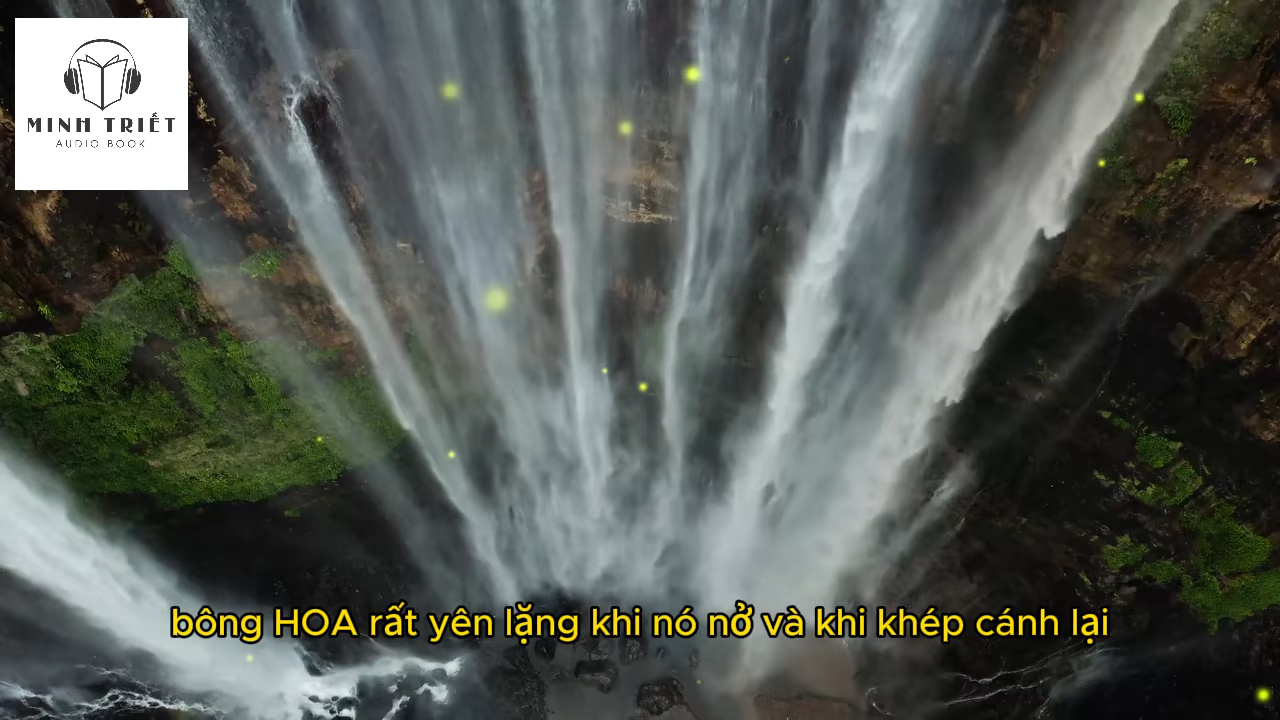 MINH TRIẾT
AUDIO BOOK
bông HOA rất yên lặng khi nó nở và khi khép cánh lại